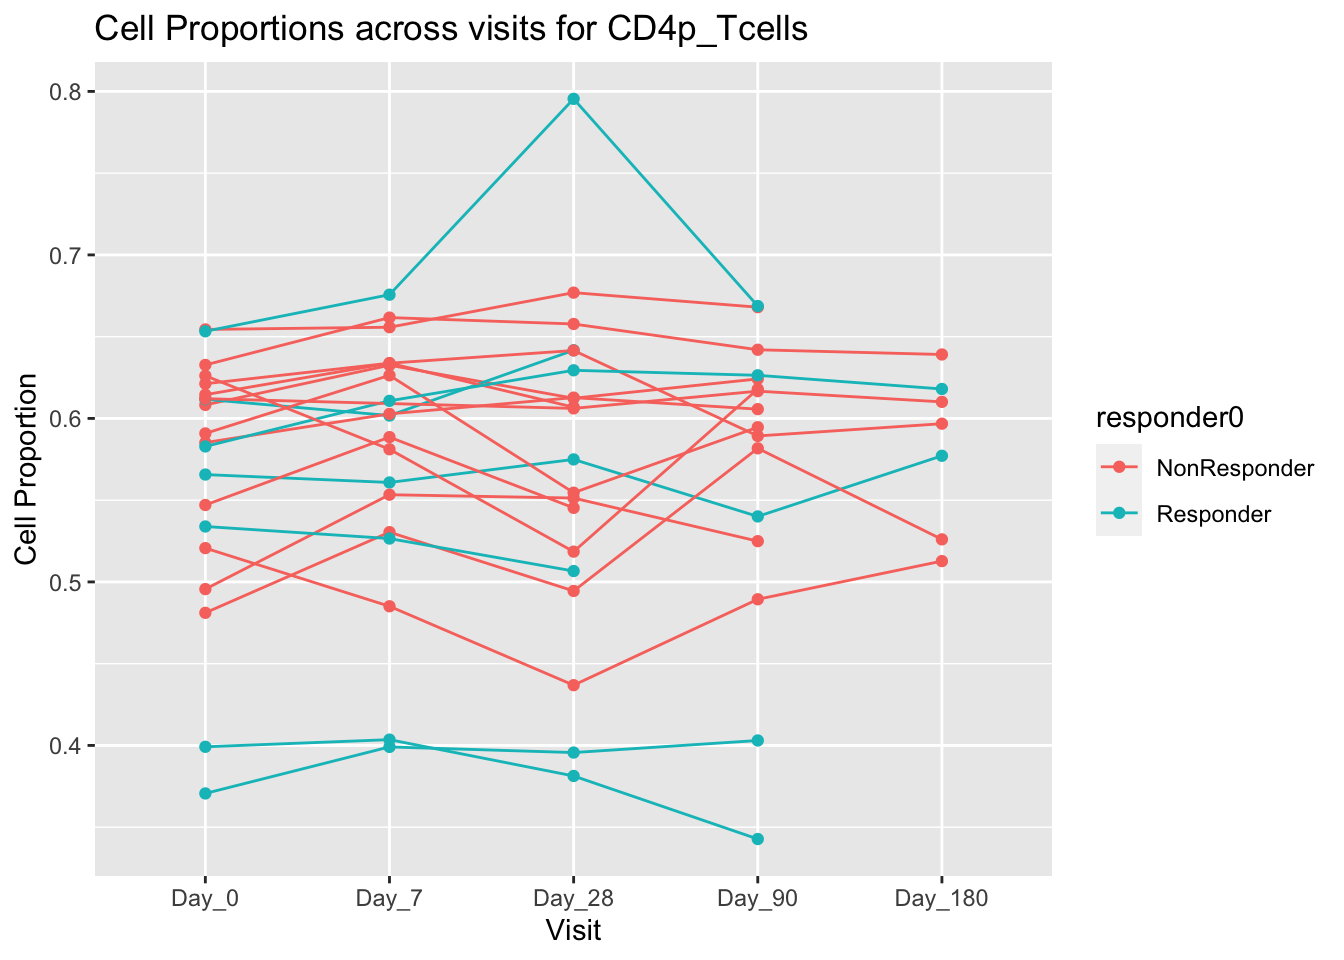 Cell Proportions across visits for CD4p_Tcells
Cell Proportion
0.8
0.7
0.6
0.5
0.4
Day_0 Day_7 Day_28 Day_90 Day_180
Visit
responder0
NonResponder
Responder